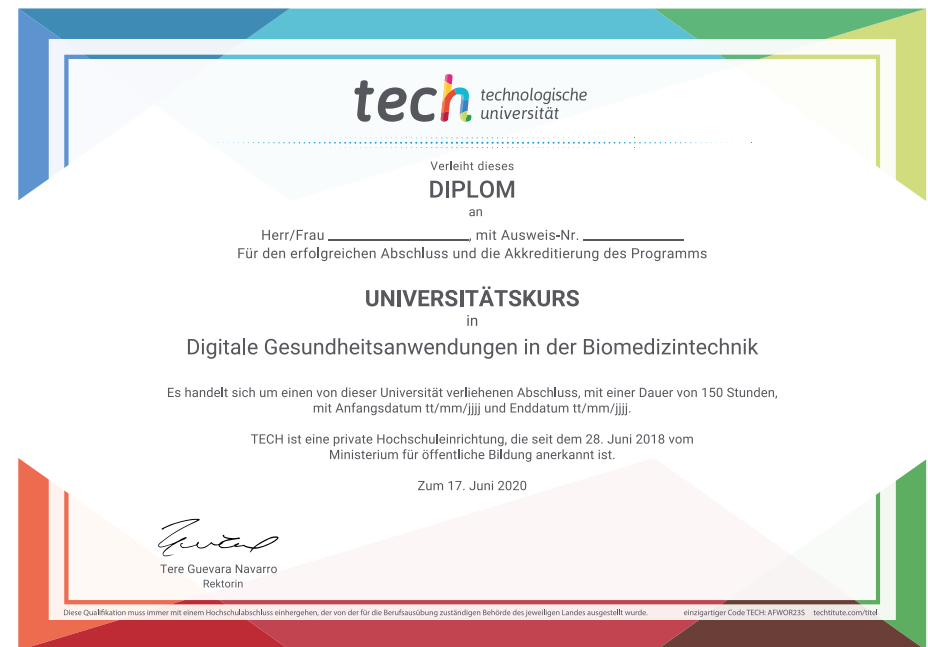 tech technologische
universität
Verleiht dieses
DIPLOM
an
Herr/Frau ____________________, mit Ausweis-Nr. ______________
Für den erfolgreichen Abschluss und die Akkreditierung des Programms
UNIVERSITÄTSKURS
in
Digitale Gesundheitsanwendungen in der Biomedizintechnik
Es handelt sich um einen von dieser Universität verliehenen Abschluss, mit einer Dauer von 150 Stunden,
mit Anfangsdatum tt/mm/jjjj und Enddatum tt/mm/jjjj.
TECH ist eine private Hochschuleinrichtung, die seit dem 28. Juni 2018 vom
Ministerium für öffentliche Bildung anerkannt ist.
Zum 17. Juni 2020
Tere Guevara Navarro
Rektorin
Diese Qualifikation muss immer mit einem Hochschulabschluss einhergehen, der von der für die Berufsausübung zuständigen Behörde des jeweiligen Landes ausgestellt wurde. einzigartiger Code TECH: AFWOR23S techtitute.com/titel